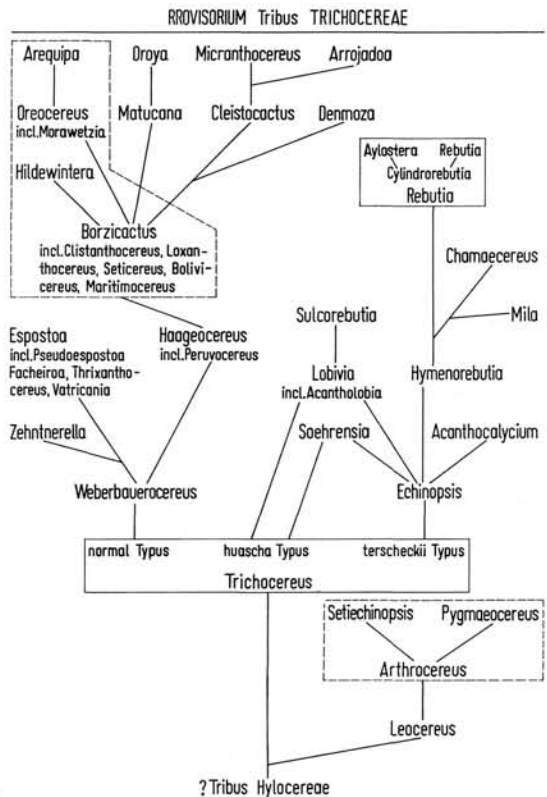 RROVISORIUM Tribus TRICHOCEREAE
Arequipa
Oroya
Micranthocereus
Arrojadoa
Oreocereus
incl.Morawetzia
Matucana
Cleistocactus
Denmoza
Hildewintera
Aylostera
Rebutia
Cylindrorebutia
Rebutia
Borzicactus
incl.Clistanthocereus, Loxan-
thocereus, Seticereus, Bolivi-
cereus, Maritimocereus
Chamaecereus
Sulcorebutia
Mila
Espostoa
incl.Pseudoespostoa
Facheiroa, Thrixantho-
cereus, Vatricania
Haageocereus
incl.Peruvocereus
Lobivia
incl.Acantholobia
Hymenorebutia
Zehntnerella
Soehrensia
Acanthocalycium
Weberbauerocereus
Echinopsis
normal Typus
huascha Typus
terscheckii Typus
Trichocereus
Setiechinopsis
Pygmaeocereus
Arthrocereus
Leocereus
?Tribus Hylocereae